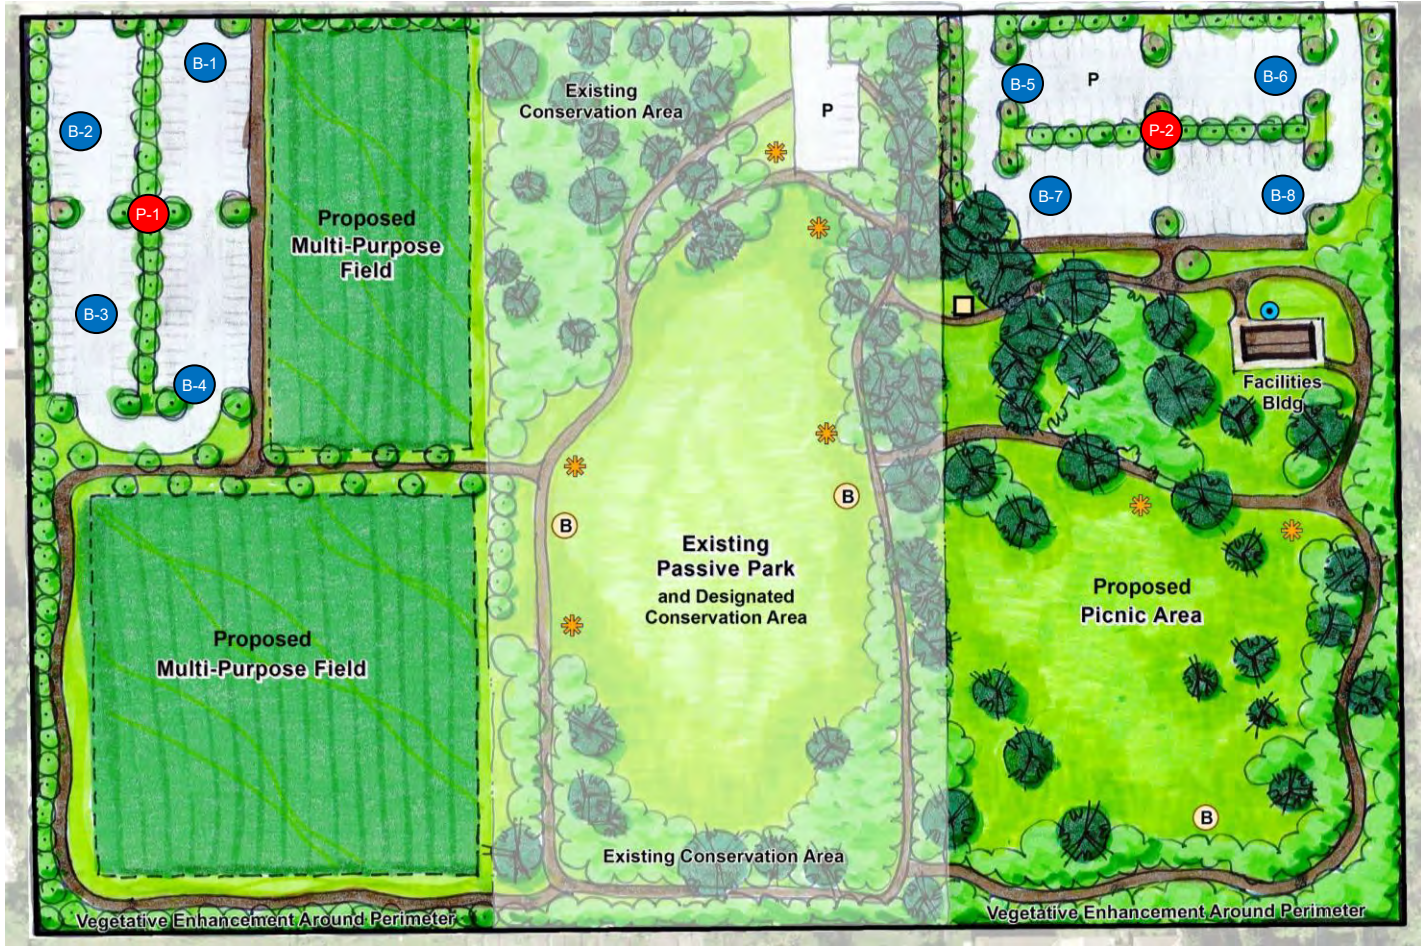 B-1
B-2
P-1
B-3
B-4
Proposed
Multi-Purpose
Field
Existing
Conservation Area
P
B-5
P
B-6
P-2
B-7
B-8
Facilities
Bldg
B
B
Existing
Passive Park
and Designated
Conservation Area
Proposed
Multi-Purpose Field
Proposed
Picnic Area
B
Existing Conservation Area
Vegetative Enhancement Around Perimeter
Vegetative Enhancement Around Perimeter